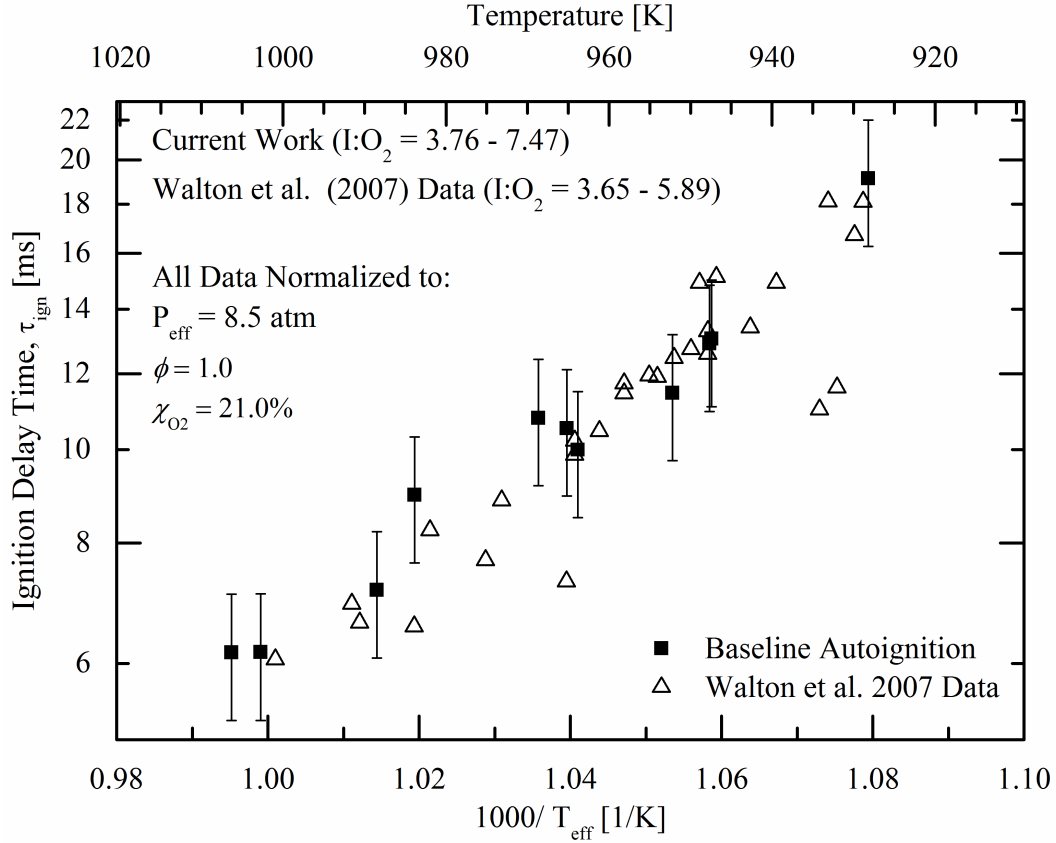 Temperature [K]
1020 1000 980 960 940 920
22
20
18
16
14
12
10
8
6
Ignition Delay Time, τign [ms]
Current Work (I:O2 = 3.76 - 7.47)
Walton et al. (2007) Data (I:O2 = 3.65 - 5.89)
All Data Normalized to:
Peff = 8.5 atm
ϕ = 1.0
χO2 = 21.0%
Baseline Autoignition
Walton et al. 2007 Data
0.98 1.00 1.02 1.04 1.06 1.08 1.10
1000/ Teff [1/K]